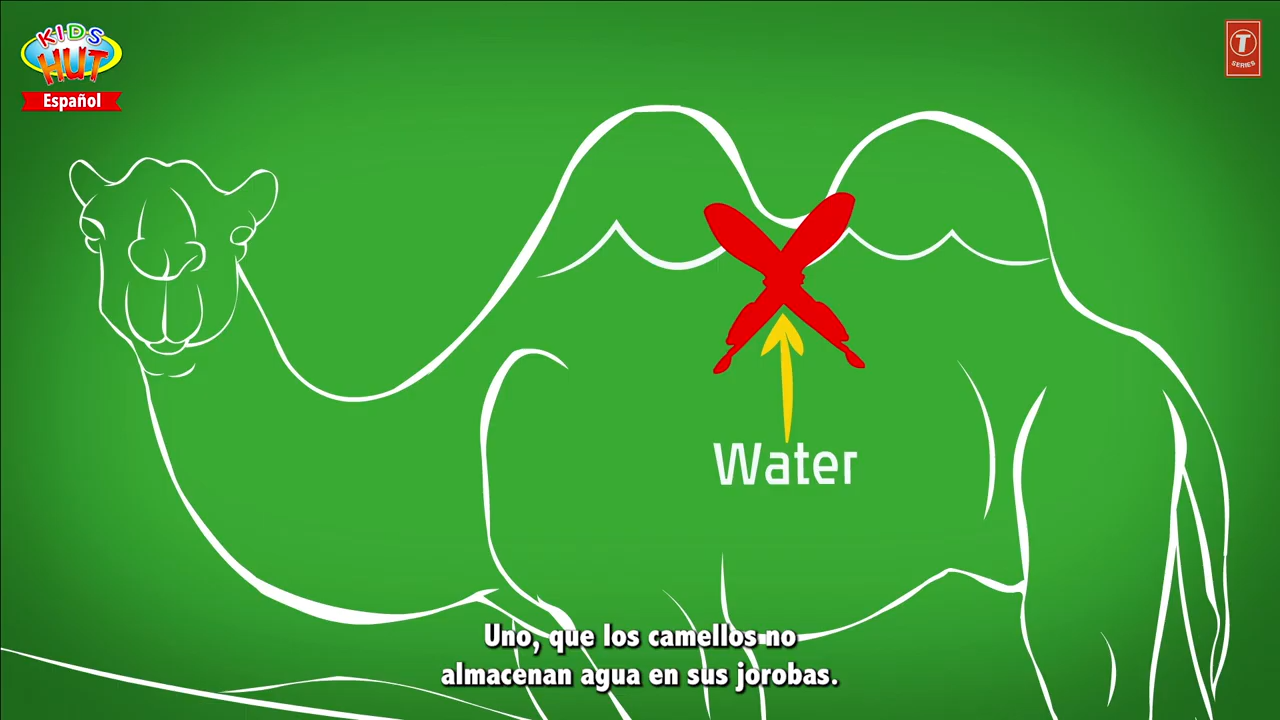 KIDS
HUT
Español
T
SERIES
Water
Uno, que los camellos no
almacenan agua en sus jorobas.